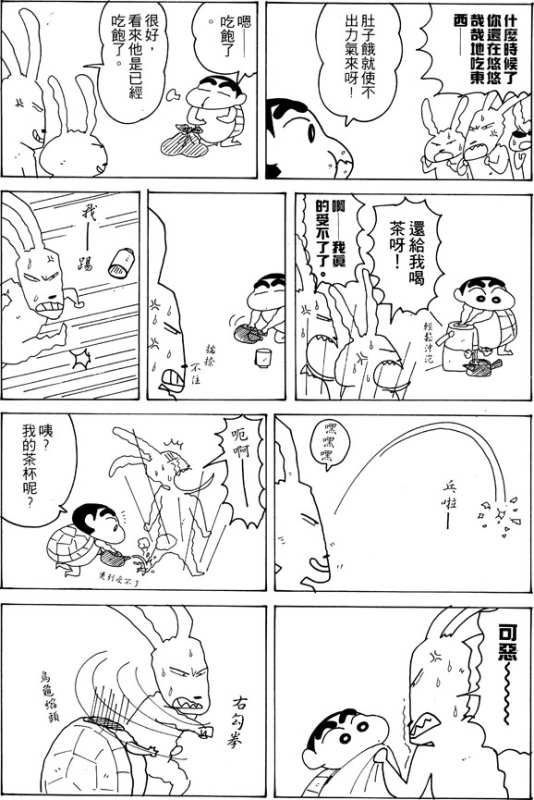 什麼時候了
你還在悠悠
哉哉地吃東
西——
肚子餓就使不
出力氣來呀！
嗯——
吃飽了
。
很好，
看來他是已經
吃飽了。
還給我喝
茶呀！
啊——我真
的受不了了。
輕鬆沖泡
不住
我——踢
兵啦——
嘿嘿嘿
呃啊——
咦？
我的茶杯呢？
可惡～～～～
右勾拳
烏龜縮頭